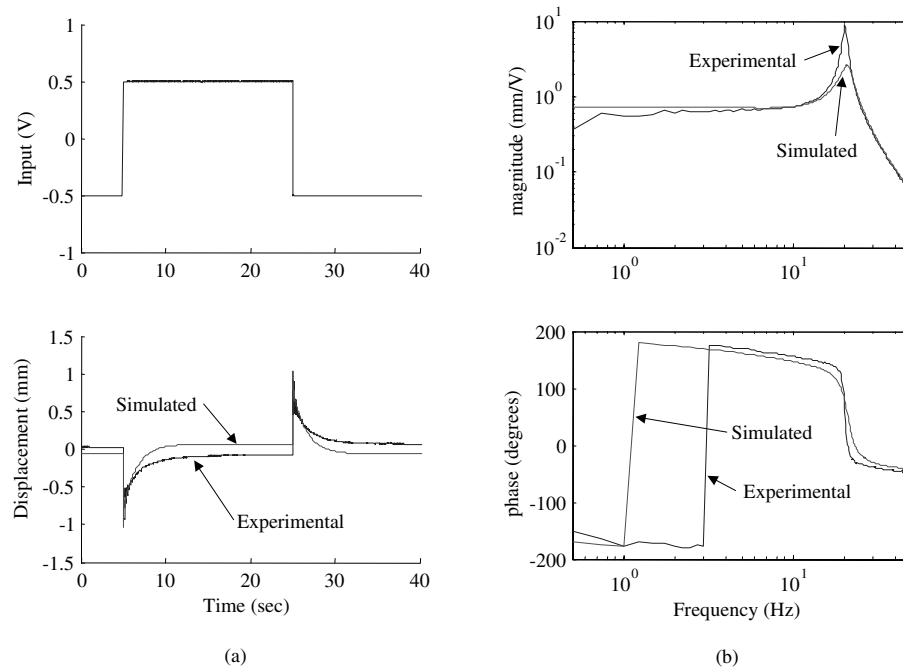 1
0.5
0
-0.5
-1
Input (V)
0
10
20
30
40
1.5
1
0.5
0
-0.5
-1
-1.5
Displacement (mm)
Simulated
Experimental
0
10
20
30
40
Time (sec)
(a)
10^1
10^0
10^-1
10^-2
magnitude (mm/V)
Experimental
Simulated
10^0
10^1
200
100
0
-100
-200
phase (degrees)
Simulated
Experimental
10^0
10^1
Frequency (Hz)
(b)